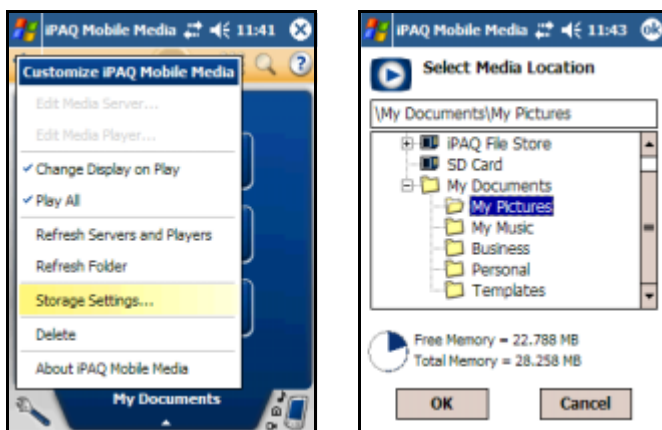 iPAQ Mobile Media 11:41
Customize iPAQ Mobile Media
Edit Media Server...
Edit Media Player...
Change Display on Play
Play All
Refresh Servers and Players
Refresh Folder
Storage Settings...
Delete
About iPAQ Mobile Media
My Documents
iPAQ Mobile Media 11:43 ok
Select Media Location
\My Documents\My Pictures
iPAQ File Store
SD Card
My Documents
My Pictures
My Music
Business
Personal
Templates
Free Memory = 22.788 MB
Total Memory = 28.258 MB
OK Cancel